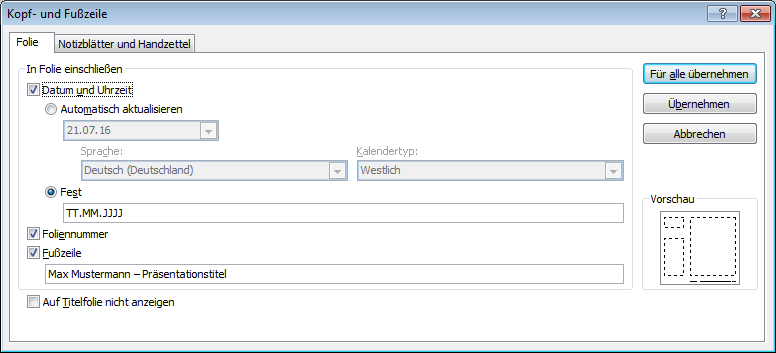 Kopf- und Fußzeile
Folie
Notizblätter und Handzettel
In Folie einschließen
Datum und Uhrzeit
Automatisch aktualisieren
21.07.16
Sprache:
Kalendertyp:
Deutsch (Deutschland)
Westlich
Fest
TT.MM.JJJJ
Foliennummer
Fußzeile
Max Mustermann – Präsentationstitel
Auf Titelfolie nicht anzeigen
Für alle übernehmen
Übernehmen
Abbrechen
Vorschau